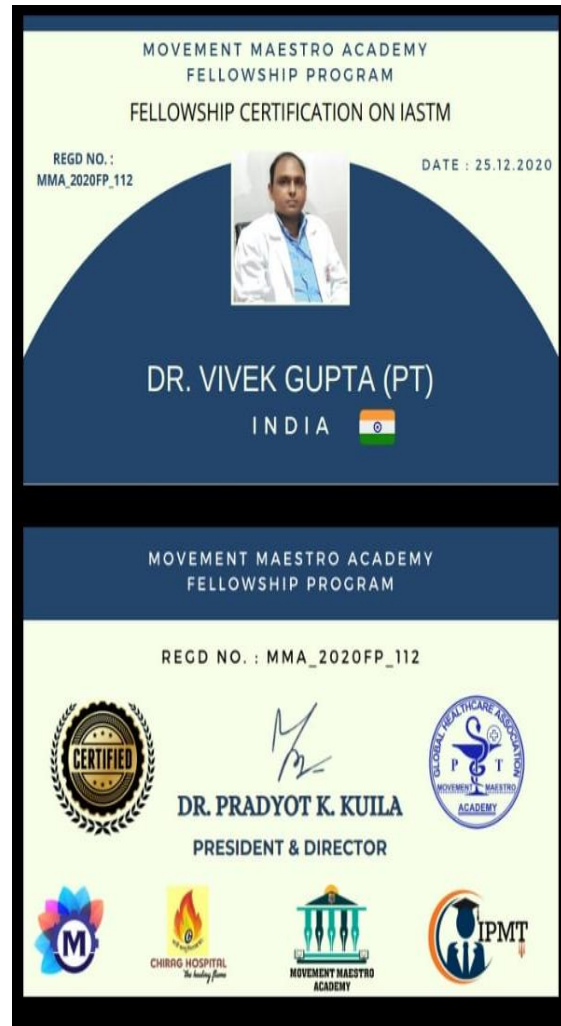 MOVEMENT MAESTRO ACADEMY
FELLOWSHIP PROGRAM
FELLOWSHIP CERTIFICATION ON IASTM
REGD NO. :
MMA_2020FP_112
DATE : 25.12.2020
DR. VIVEK GUPTA (PT)
INDIA
MOVEMENT MAESTRO ACADEMY
FELLOWSHIP PROGRAM
REGD NO. : MMA_2020FP_112
CERTIFIED
DR. PRADYOT K. KUILA
PRESIDENT & DIRECTOR
GLOBAL HEALTHCARE ASSOCIATION
P T
MOVEMENT MAESTRO
ACADEMY
M
CHIRAG HOSPITAL
The healing flame
MOVEMENT MAESTRO
ACADEMY
IPMT